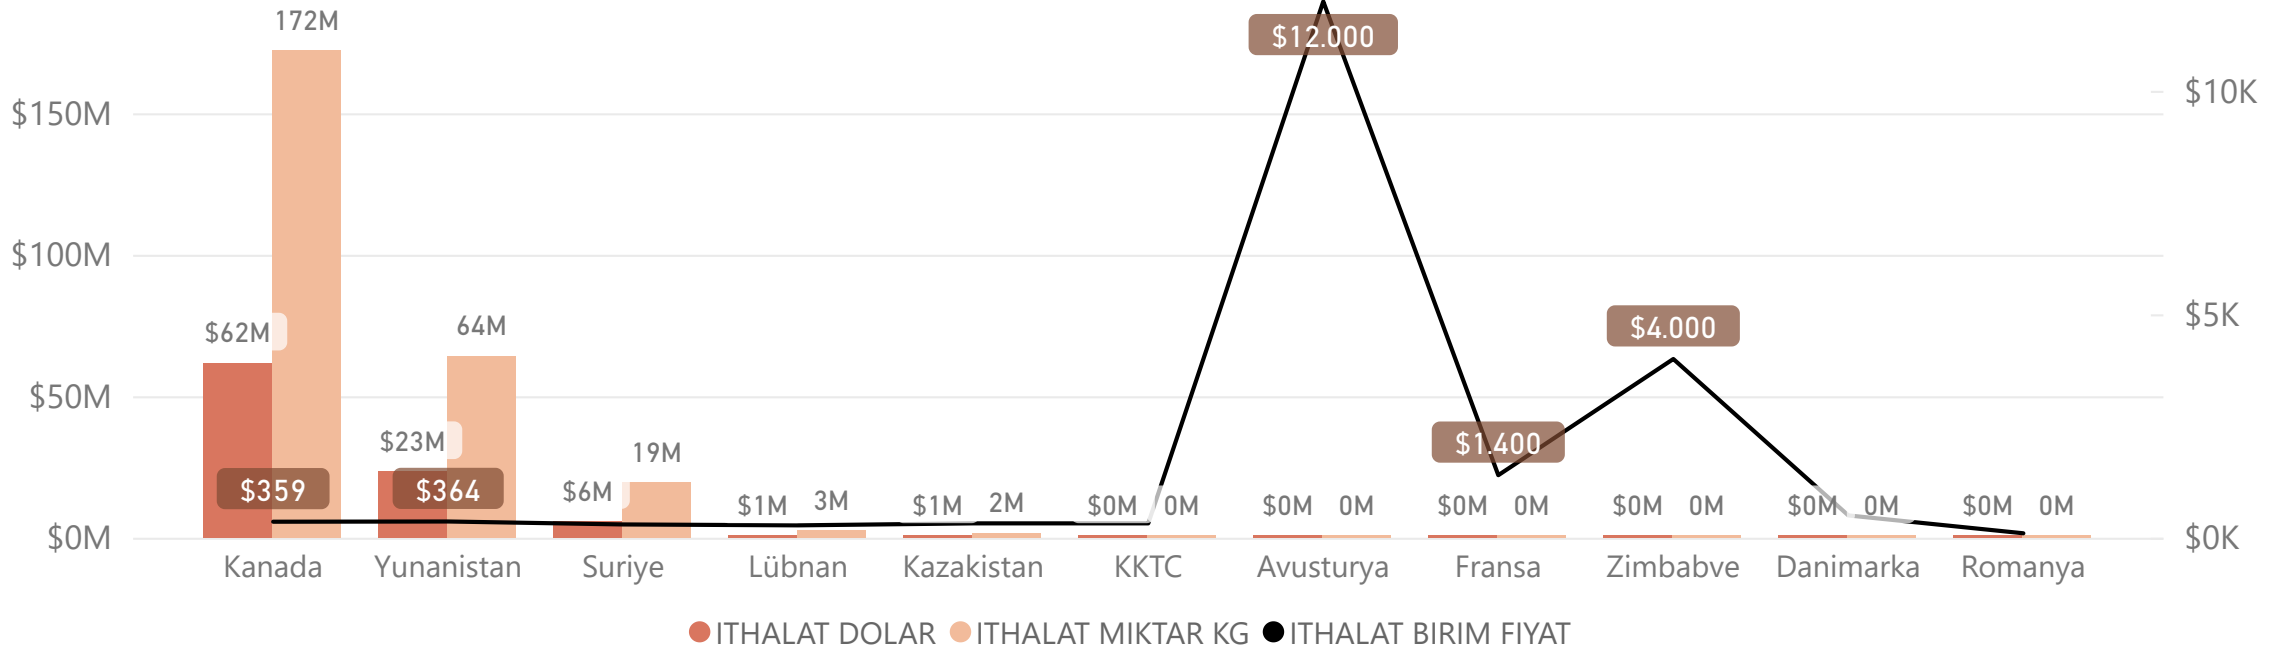 172M
$12.000
$10K
$150M
$100M
$5K
$4.000
$62M
64M
$50M
$23M
19M
$1.400
$359
$364
$6M
$1M
3M
$1M
2M
$0M
0M
$0M
0M
$0M
0M
$0M
0M
$0M
0M
$0M
0M
$0M
$0K
Kanada
Yunanistan
Suriye
Lübnan
Kazakistan
KKTC
Avusturya
Fransa
Zimbabve
Danimarka
Romanya
ITHALAT DOLAR
ITHALAT MIKTAR KG
ITHALAT BIRIM FIYAT